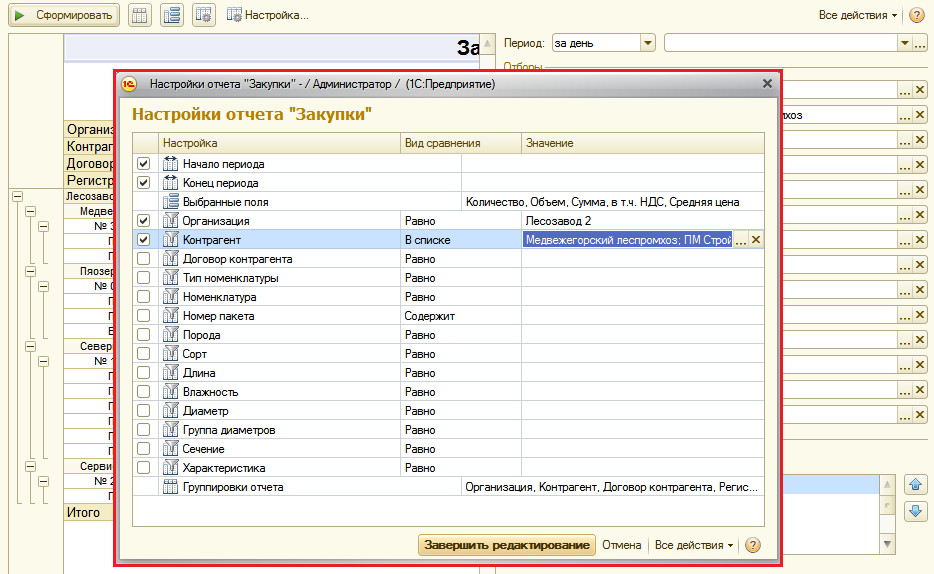 Сформировать Настройка... Все действия ?
За
Период: за день ...
Отборы
Настройки отчета "Закупки" - / Администратор / (1С:Предприятие)
Настройки отчета "Закупки"
Настройка Вид сравнения Значение
Начало периода
Конец периода
Выбранные поля Количество, Объем, Сумма, в т.ч. НДС, Средняя цена
Организация Равно Лесозавод 2
Контрагент В списке Медвежегорский леспромхоз; ПМ Строй ...
Договор контрагента Равно
Тип номенклатуры Равно
Номенклатура Равно
Номер пакета Содержит
Порода Равно
Сорт Равно
Длина Равно
Влажность Равно
Диаметр Равно
Группа диаметров Равно
Сечение Равно
Характеристика Равно
Группировки отчета Организация, Контрагент, Договор контрагента, Регис...
Завершить редактирование Отмена Все действия ?
Органи
Контраг
Договор
Регистр
Лесозаво
Медве
№ 3
Пяозер
№ 0
Север
№ 1
Серви
№ 2
Итого